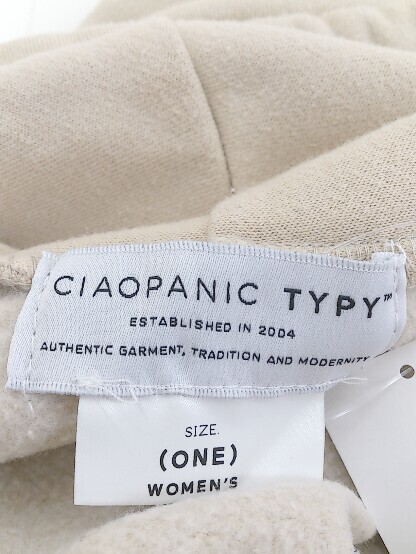 CIAOPANIC TYPY™
ESTABLISHED IN 2004
AUTHENTIC GARMENT, TRADITION AND MODERNITY
SIZE.
(ONE)
WOMEN'S